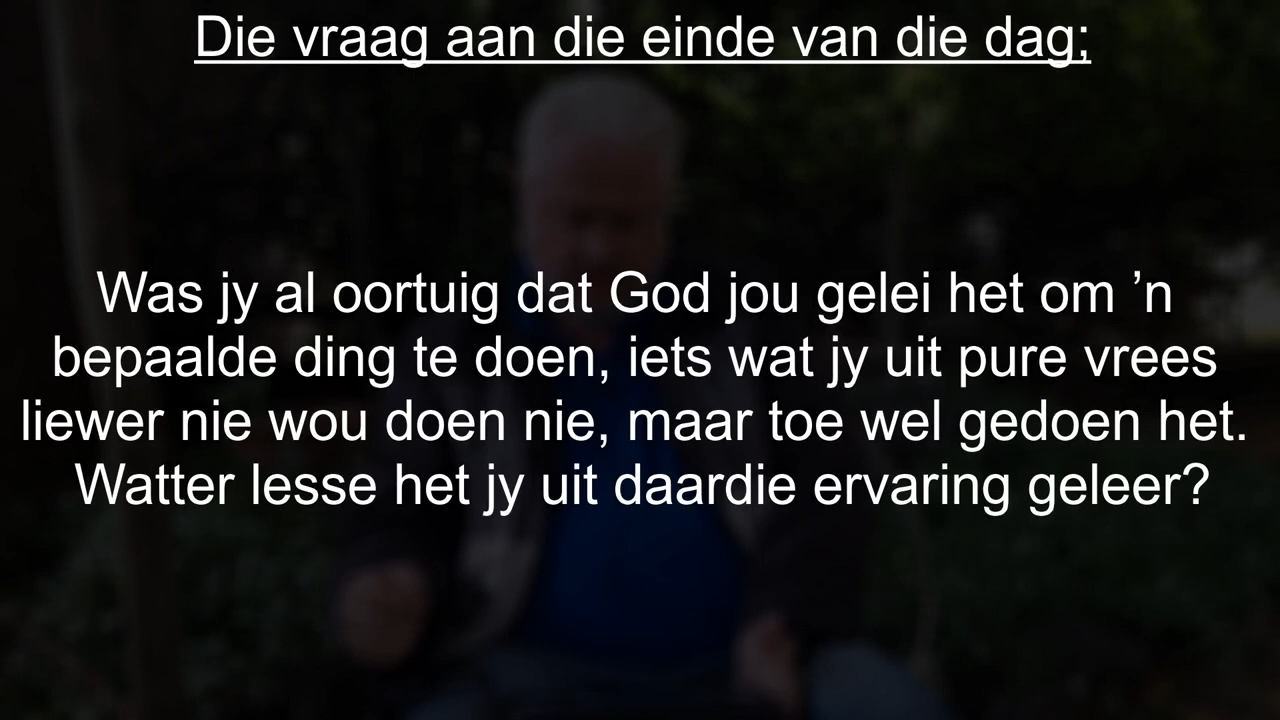 Die vraag aan die einde van die dag;
Was jy al oortuig dat God jou gelei het om ’n
bepaalde ding te doen, iets wat jy uit pure vrees
liewer nie wou doen nie, maar toe wel gedoen het.
Watter lesse het jy uit daardie ervaring geleer?